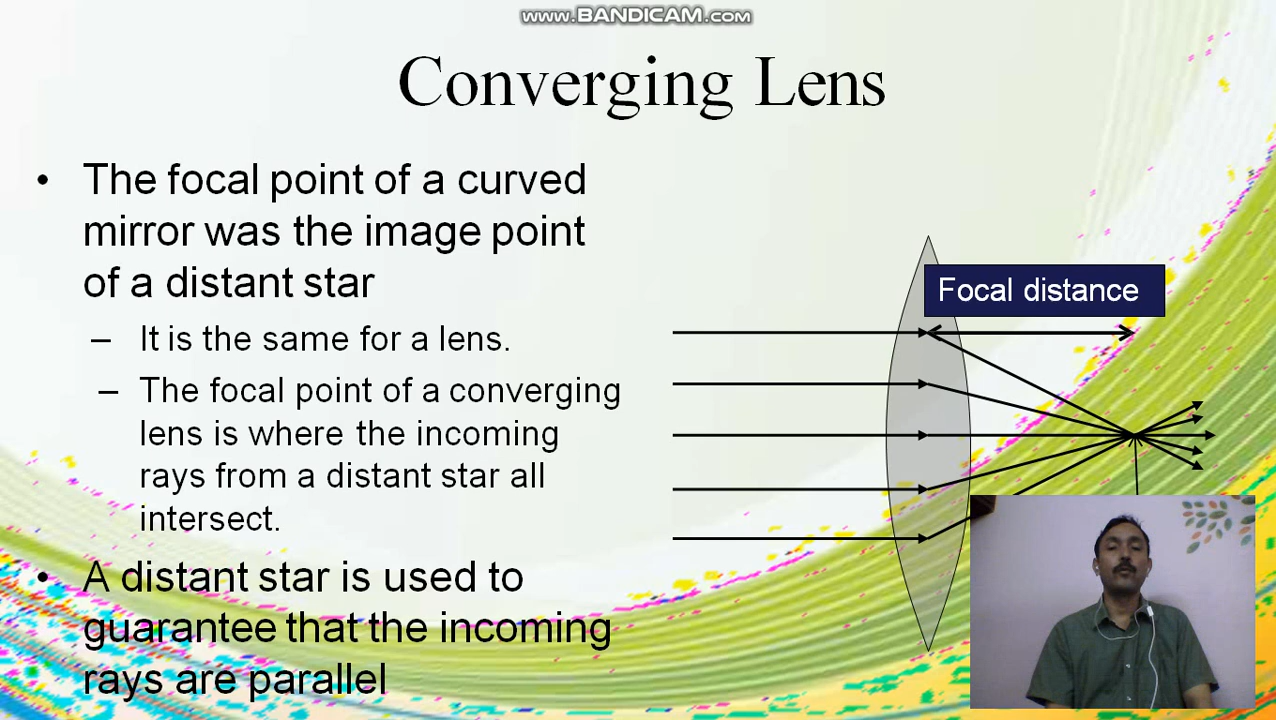 www.BANDICAM.com
Converging Lens
• The focal point of a curved
mirror was the image point
of a distant star
– It is the same for a lens.
– The focal point of a converging
lens is where the incoming
rays from a distant star all
intersect.
• A distant star is used to
guarantee that the incoming
rays are parallel
Focal distance